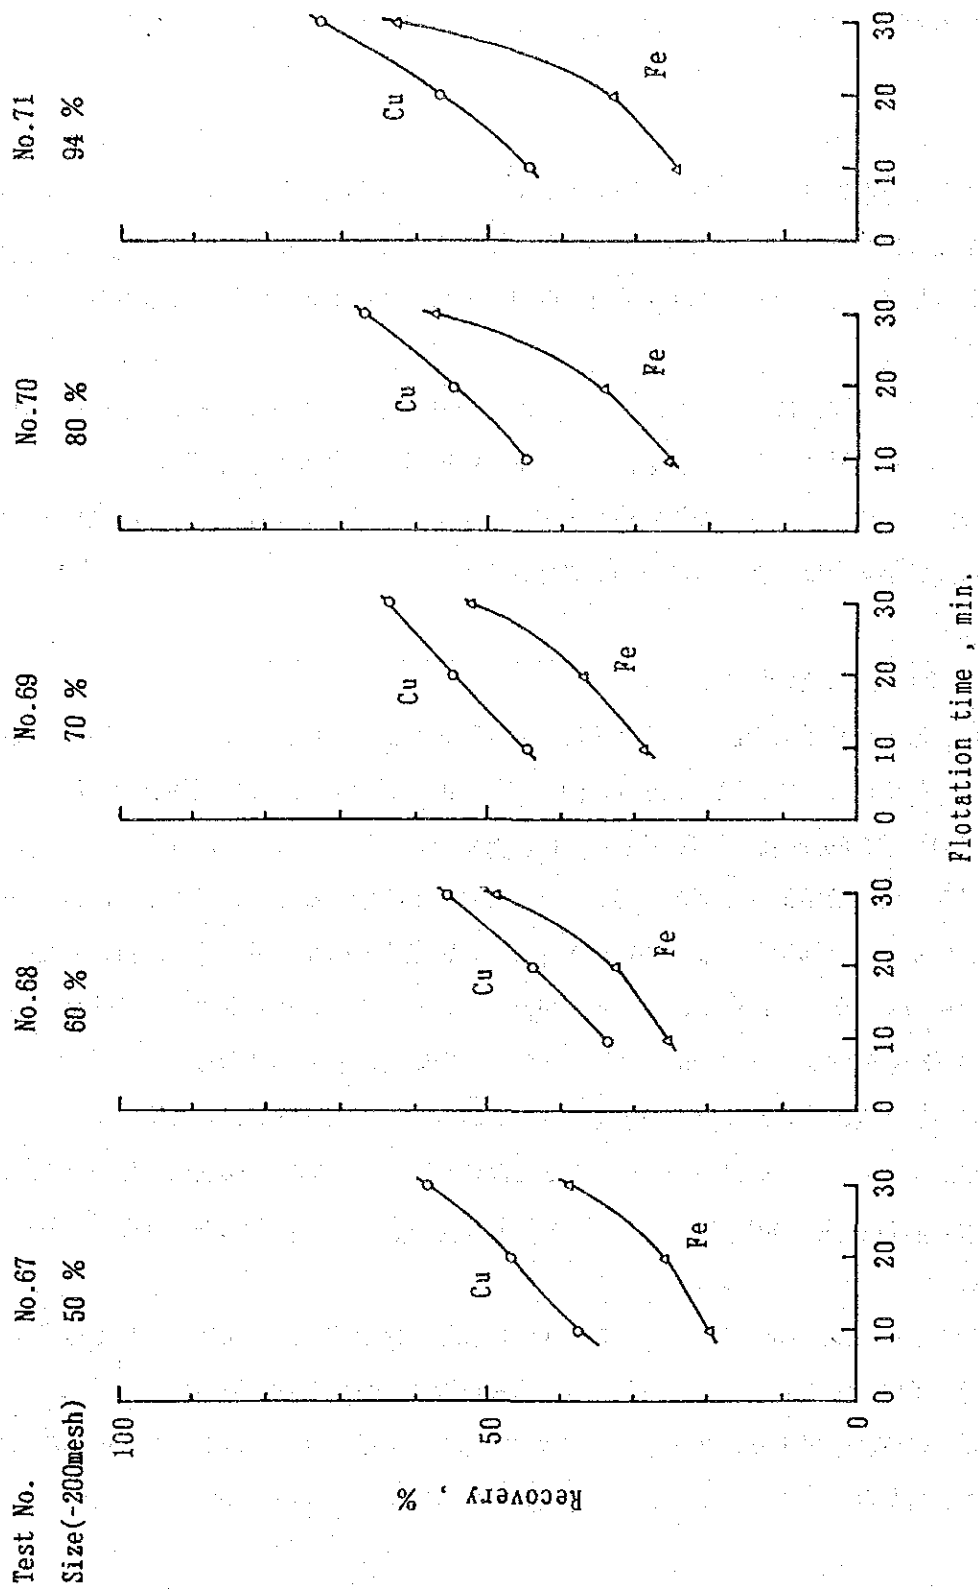 Test No. No.67 No.68 No.69 No.70 No.71
Size(-200mesh) 50 % 60 % 70 % 80 % 94 %
100
50
0
Recovery , %
Cu Cu Cu Cu Cu
Fe Fe Fe Fe Fe
0 10 20 30 0 10 20 30 0 10 20 30 0 10 20 30 0 10 20 30
Flotation time , min.